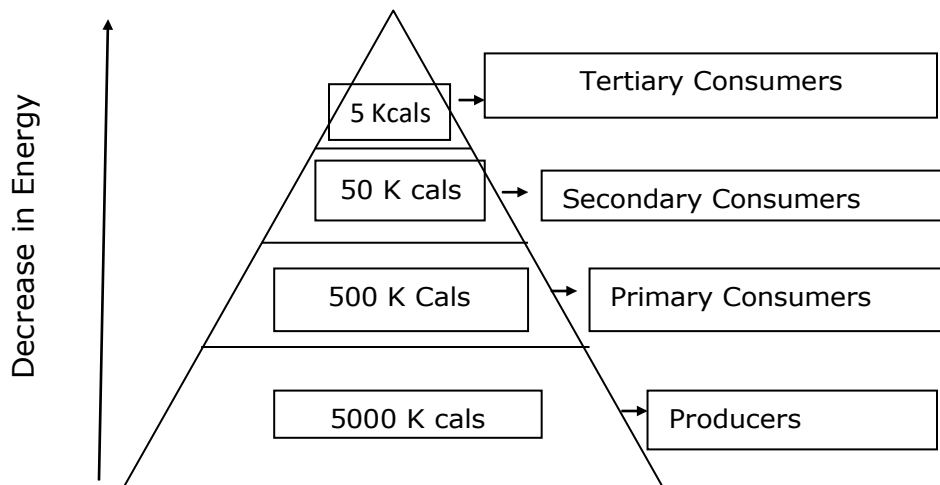 Decrease in Energy
5 Kcals
Tertiary Consumers
50 K cals
Secondary Consumers
500 K Cals
Primary Consumers
5000 K cals
Producers